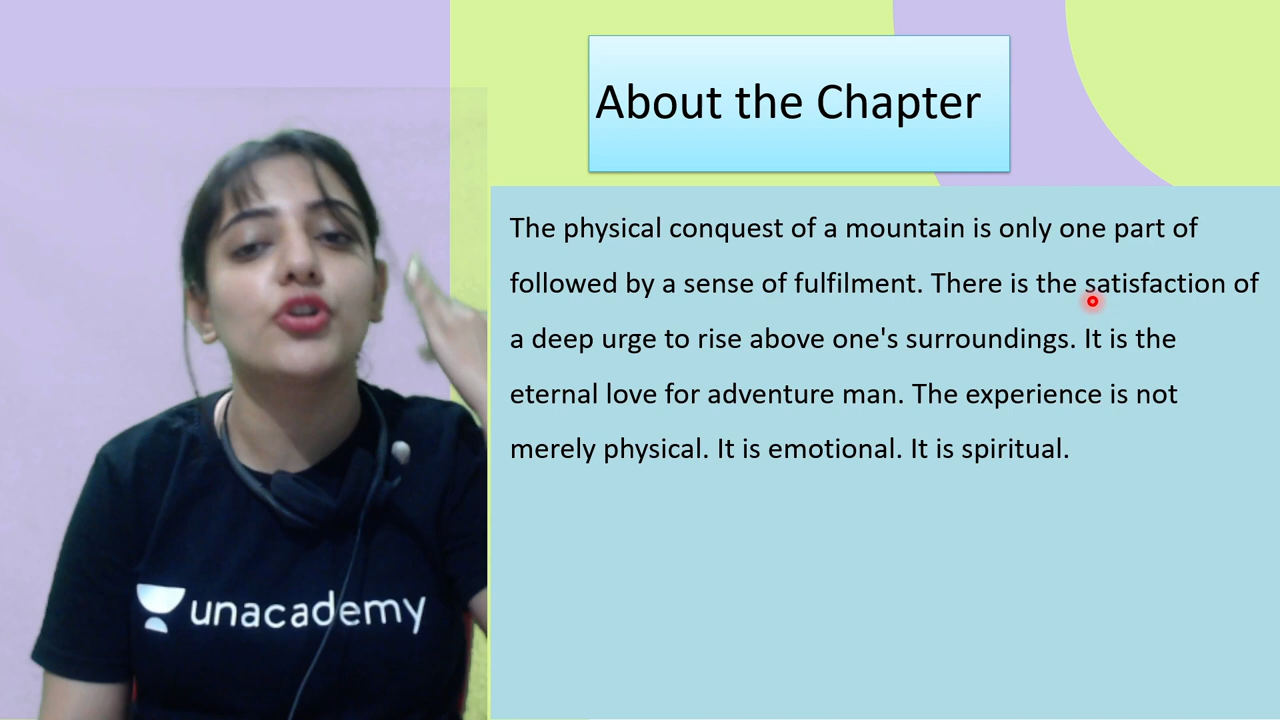 About the Chapter
The physical conquest of a mountain is only one part of
followed by a sense of fulfilment. There is the satisfaction of
a deep urge to rise above one's surroundings. It is the
eternal love for adventure man. The experience is not
merely physical. It is emotional. It is spiritual.
unacademy